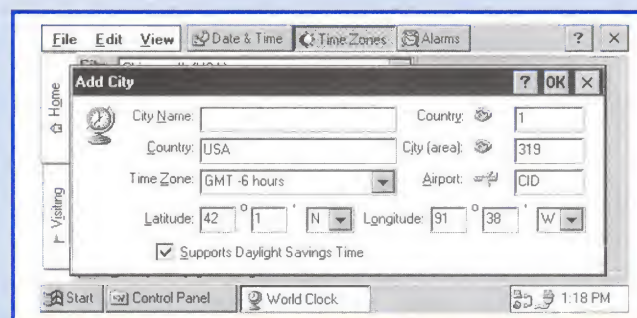 File Edit View Date & Time Time Zones Alarms ? ×
Home
Visiting
Add City ? OK ×
City Name: Country: 1
Country: USA City (area): 319
Time Zone: GMT -6 hours Airport: CID
Latitude: 42 ° 1 ' N Longitude: 91 ° 38 ' W
Supports Daylight Savings Time
Start Control Panel World Clock 1:18 PM